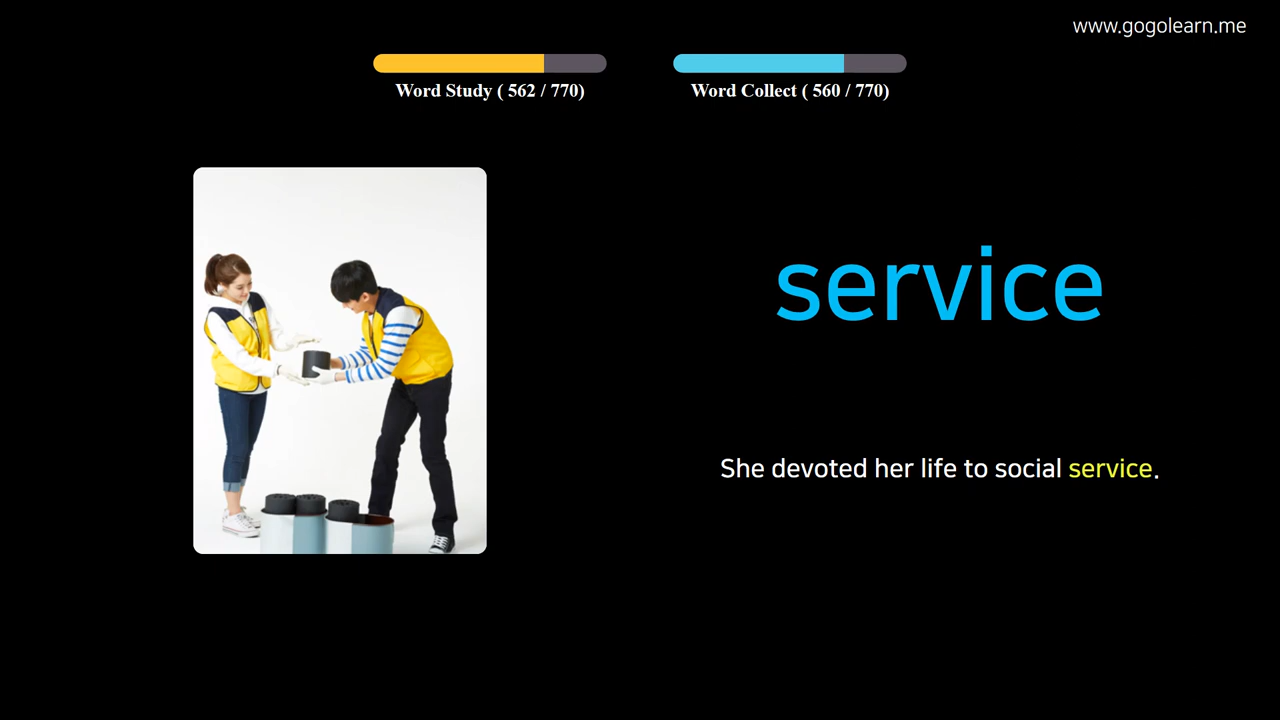 www.gogolearn.me
Word Study ( 562 / 770)
Word Collect ( 560 / 770)
service
She devoted her life to social service.